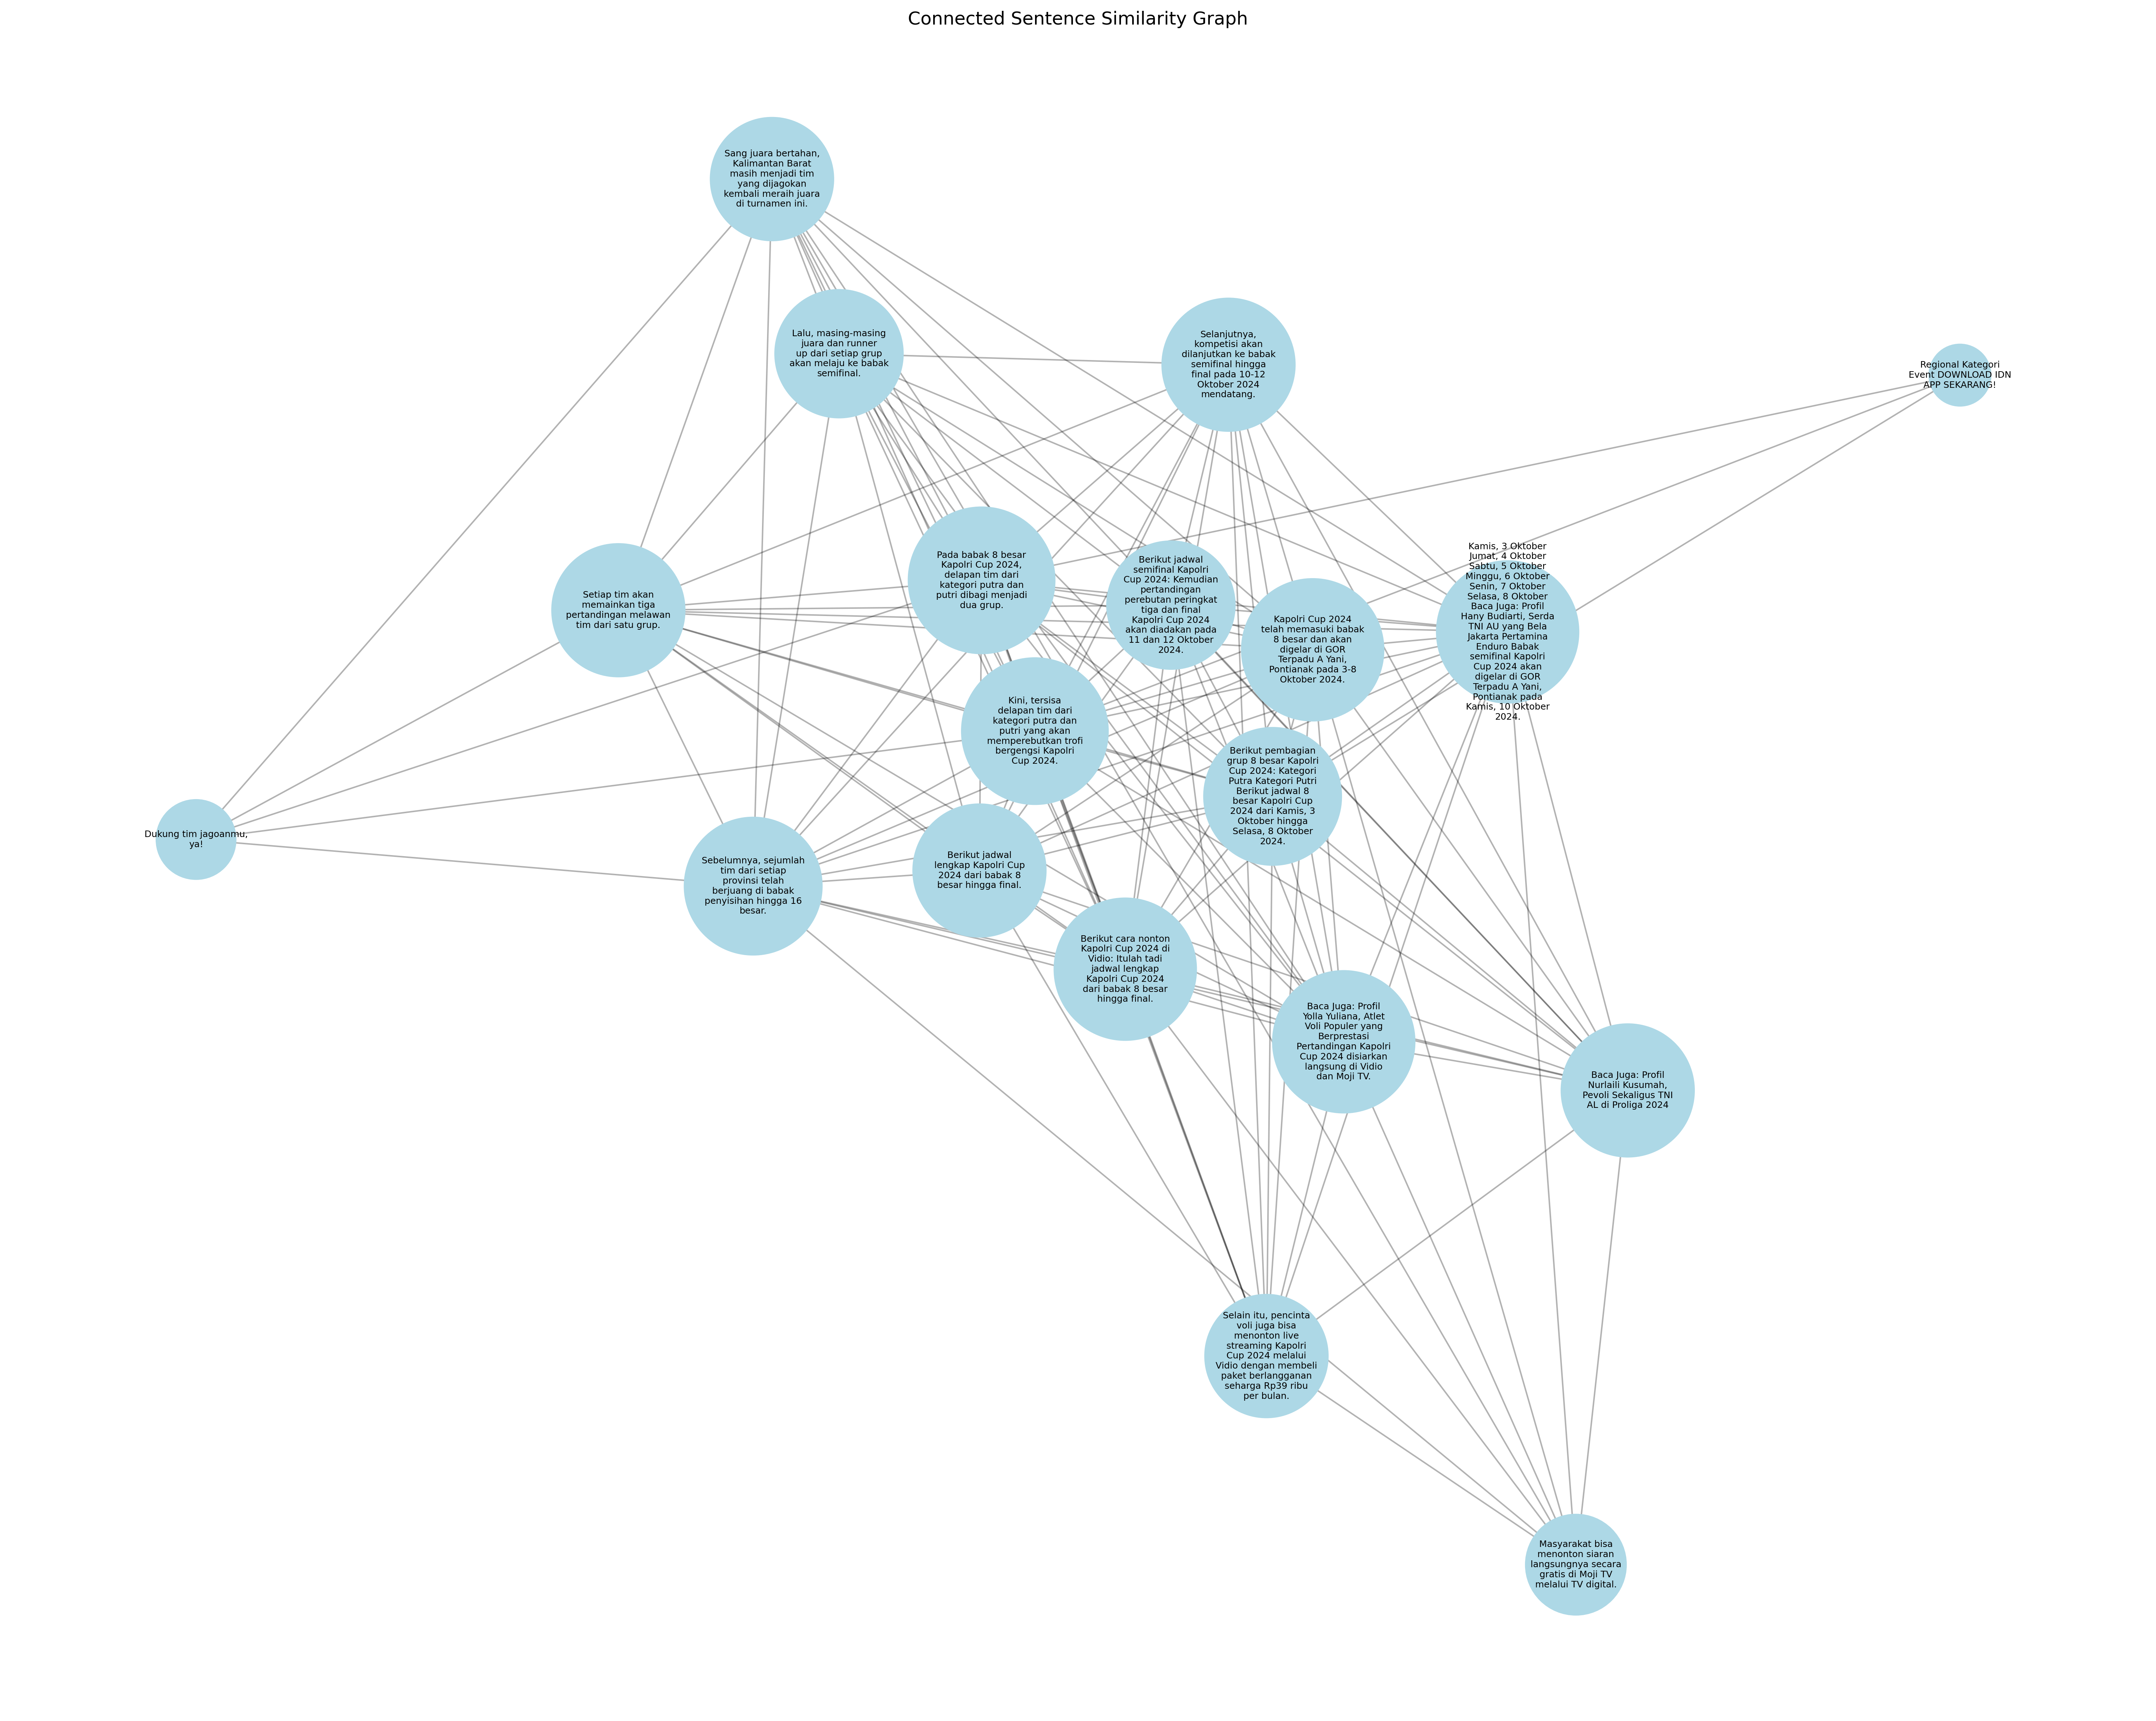 Connected Sentence Similarity Graph
Sang juara bertahan,
Kalimantan Barat
masih menjadi tim
yang dijagokan
kembali meraih juara
di turnamen ini.
Lalu, masing-masing
juara dan runner
up dari setiap grup
akan melaju ke babak
semifinal.
Selanjutnya,
kompetisi akan
dilanjutkan ke babak
semifinal hingga
final pada 10-12
Oktober 2024
mendatang.
Regional Kategori
Event DOWNLOAD IDN
APP SEKARANG!
Setiap tim akan
memainkan tiga
pertandingan melawan
tim dari satu grup.
Pada babak 8 besar
Kapolri Cup 2024,
delapan tim dari
kategori putra dan
putri dibagi menjadi
dua grup.
Berikut jadwal
semifinal Kapolri
Cup 2024: Kemudian
pertandingan
perebutan peringkat
tiga dan final
Kapolri Cup 2024
akan diadakan pada
11 dan 12 Oktober
2024.
Kapolri Cup 2024
telah memasuki babak
8 besar dan akan
digelar di GOR
Terpadu A Yani,
Pontianak pada 3-8
Oktober 2024.
Kamis, 3 Oktober
Jumat, 4 Oktober
Sabtu, 5 Oktober
Minggu, 6 Oktober
Senin, 7 Oktober
Selasa, 8 Oktober
Baca Juga: Profil
Hany Budiarti, Serda
TNI AU yang Bela
Jakarta Pertamina
Enduro Babak
semifinal Kapolri
Cup 2024 akan
digelar di GOR
Terpadu A Yani,
Pontianak pada
Kamis, 10 Oktober
2024.
Kini, tersisa
delapan tim dari
kategori putra dan
putri yang akan
memperebutkan trofi
bergengsi Kapolri
Cup 2024.
Berikut pembagian
grup 8 besar Kapolri
Cup 2024: Kategori
Putra Kategori Putri
Berikut jadwal 8
besar Kapolri Cup
2024 dari Kamis, 3
Oktober hingga
Selasa, 8 Oktober
2024.
Dukung tim jagoanmu,
ya!
Sebelumnya, sejumlah
tim dari setiap
provinsi telah
berjuang di babak
penyisihan hingga 16
besar.
Berikut jadwal
lengkap Kapolri Cup
2024 dari babak 8
besar hingga final.
Berikut cara nonton
Kapolri Cup 2024 di
Vidio: Itulah tadi
jadwal lengkap
Kapolri Cup 2024
dari babak 8 besar
hingga final.
Baca Juga: Profil
Yolla Yuliana, Atlet
Voli Populer yang
Berprestasi
Pertandingan Kapolri
Cup 2024 disiarkan
langsung di Vidio
dan Moji TV.
Baca Juga: Profil
Nurlaili Kusumah,
Pevoli Sekaligus TNI
AL di Proliga 2024
Selain itu, pencinta
voli juga bisa
menonton live
streaming Kapolri
Cup 2024 melalui
Vidio dengan membeli
paket berlangganan
seharga Rp39 ribu
per bulan.
Masyarakat bisa
menonton siaran
langsungnya secara
gratis di Moji TV
melalui TV digital.